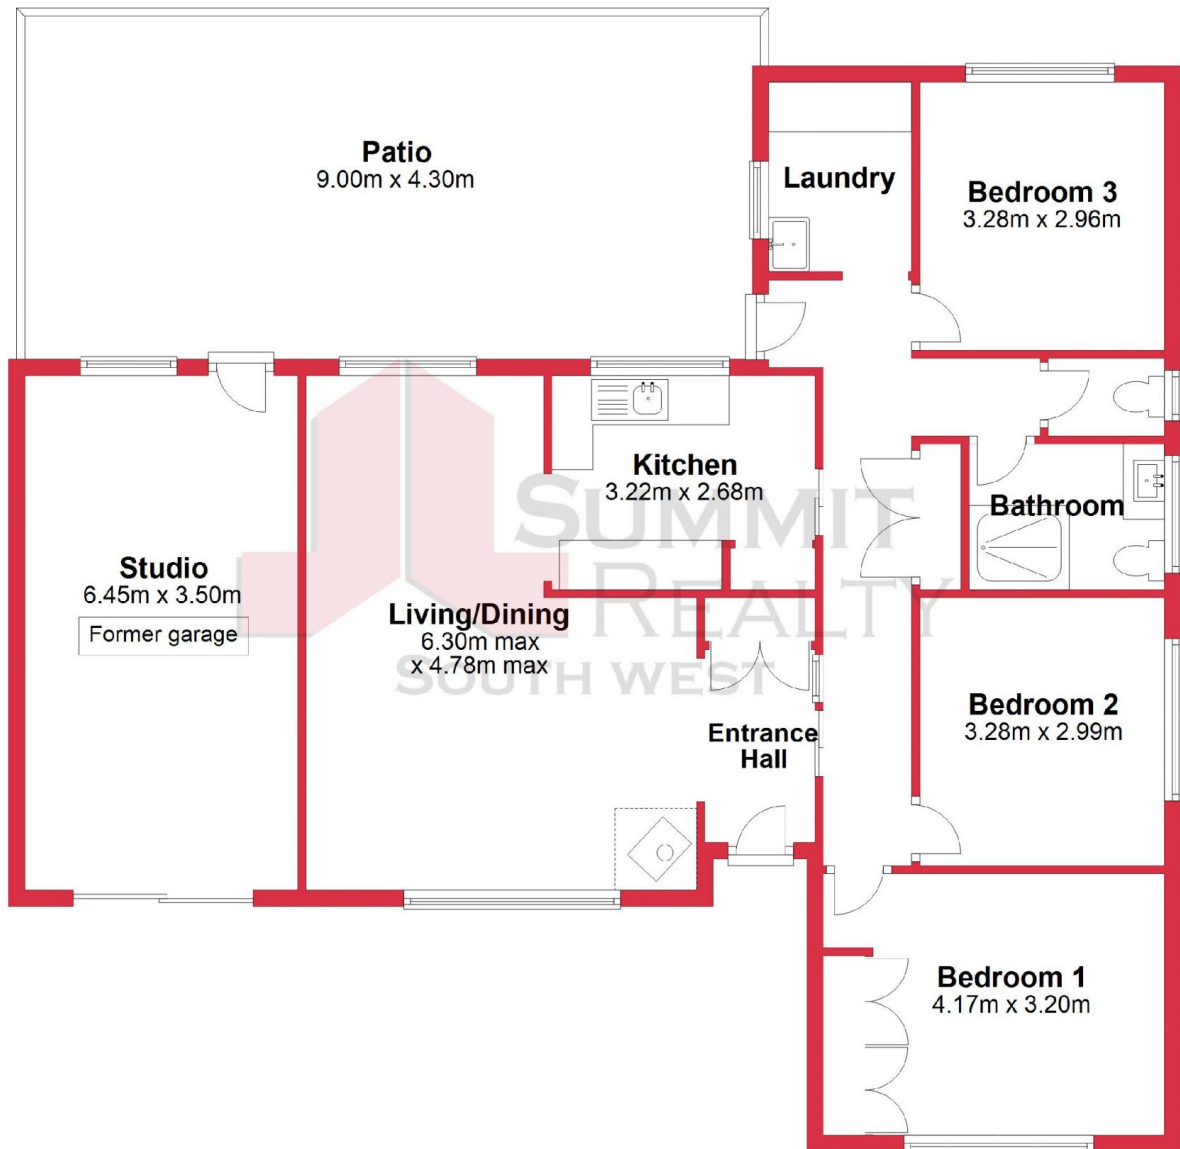 Patio
9.00m x 4.30m
Laundry
Bedroom 3
3.28m x 2.96m
Kitchen
3.22m x 2.68m
Bathroom
Studio
6.45m x 3.50m
Former garage
Living/Dining
6.30m max
x 4.78m max
SUMMIT
REALTY
SOUTH WEST
Entrance
Hall
Bedroom 2
3.28m x 2.99m
Bedroom 1
4.17m x 3.20m